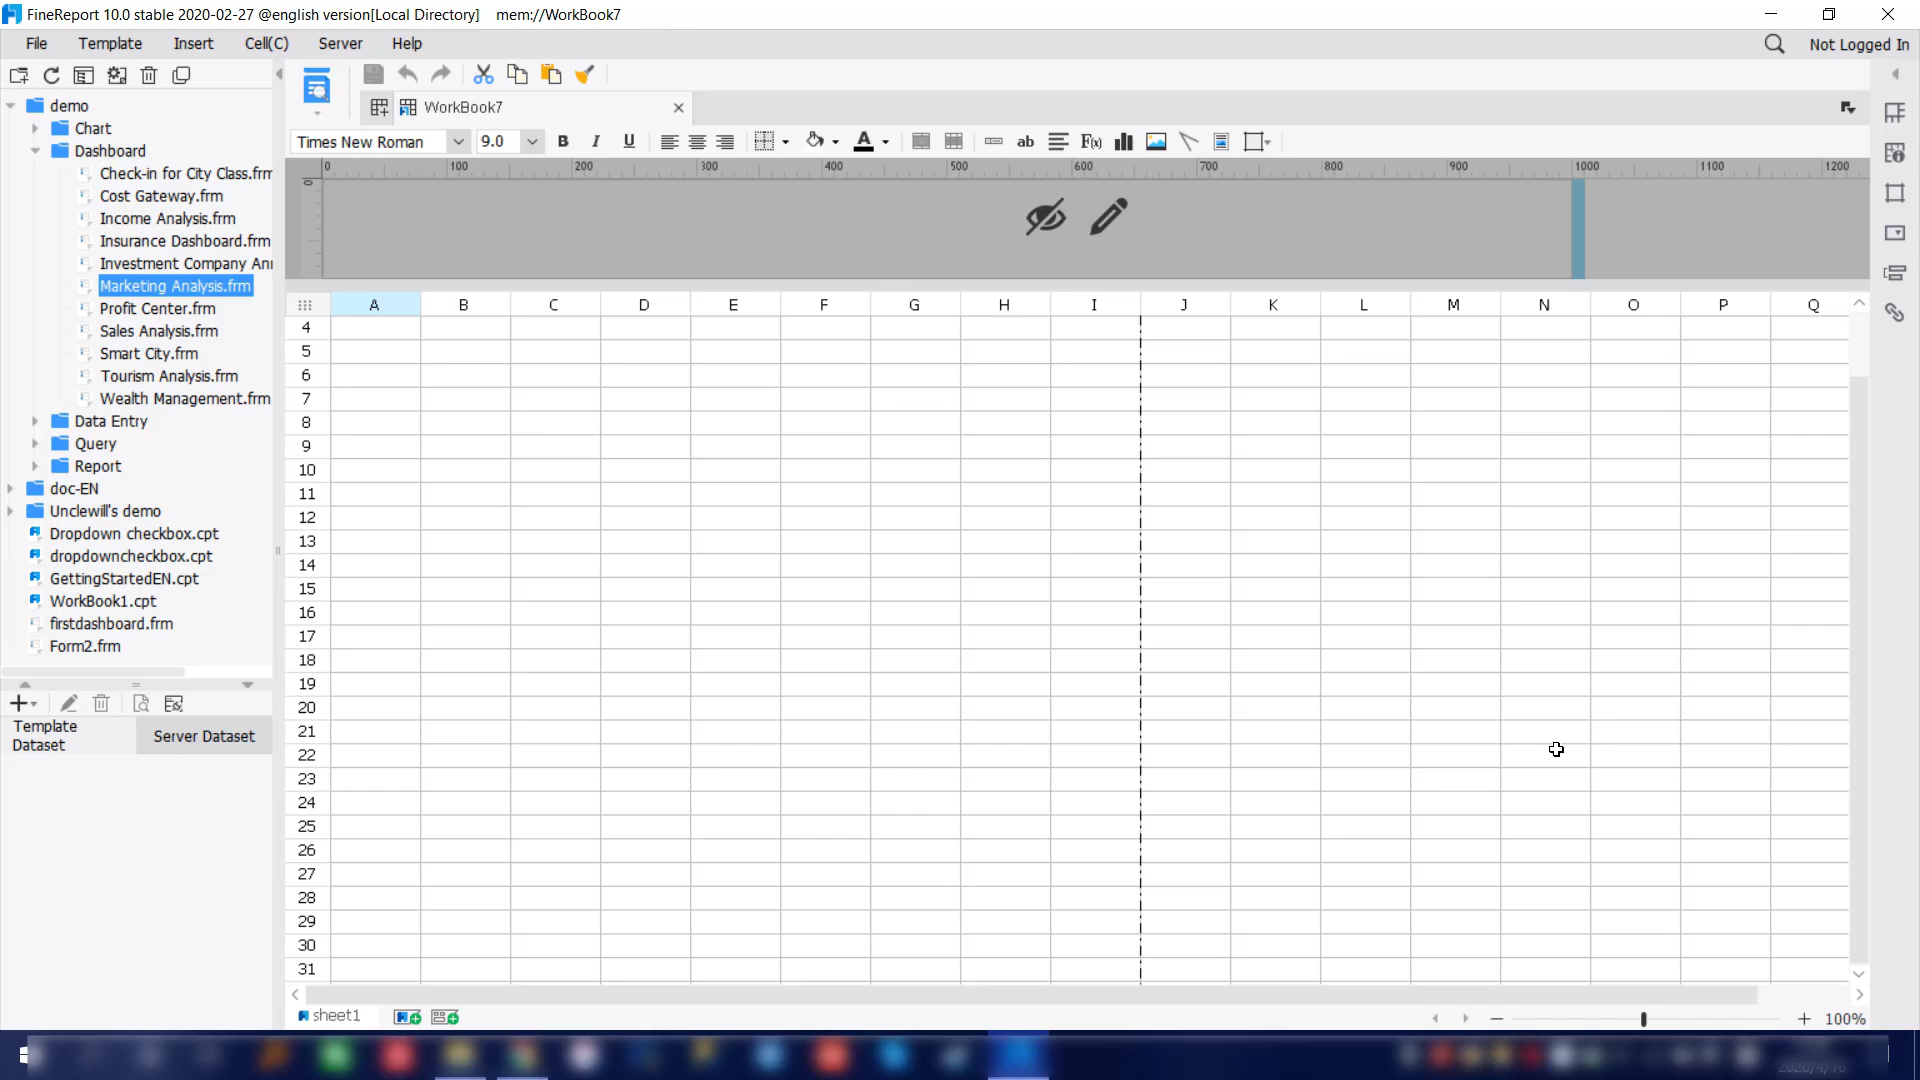 FineReport 10.0 stable 2020-02-27 @english version[Local Directory]    mem://WorkBook7
File    Template    Insert    Cell(C)    Server    Help    Not Logged In
WorkBook7
Times New Roman    9.0    B    I    U    A    ab    F(x)
0    100    200    300    400    500    600    700    800    900    1000    1100    1200
0
demo
Chart
Dashboard
Check-in for City Class.frm
Cost Gateway.frm
Income Analysis.frm
Insurance Dashboard.frm
Investment Company An
Marketing Analysis.frm
Profit Center.frm
Sales Analysis.frm
Smart City.frm
Tourism Analysis.frm
Wealth Management.frm
Data Entry
Query
Report
doc-EN
Unclewill's demo
Dropdown checkbox.cpt
dropdowncheckbox.cpt
GettingStartedEN.cpt
WorkBook1.cpt
firstdashboard.frm
Form2.frm
Template
Dataset
Server Dataset
A    B    C    D    E    F    G    H    I    J    K    L    M    N    O    P    Q
4
5
6
7
8
9
10
11
12
13
14
15
16
17
18
19
20
21
22
23
24
25
26
27
28
29
30
31
sheet1    100%